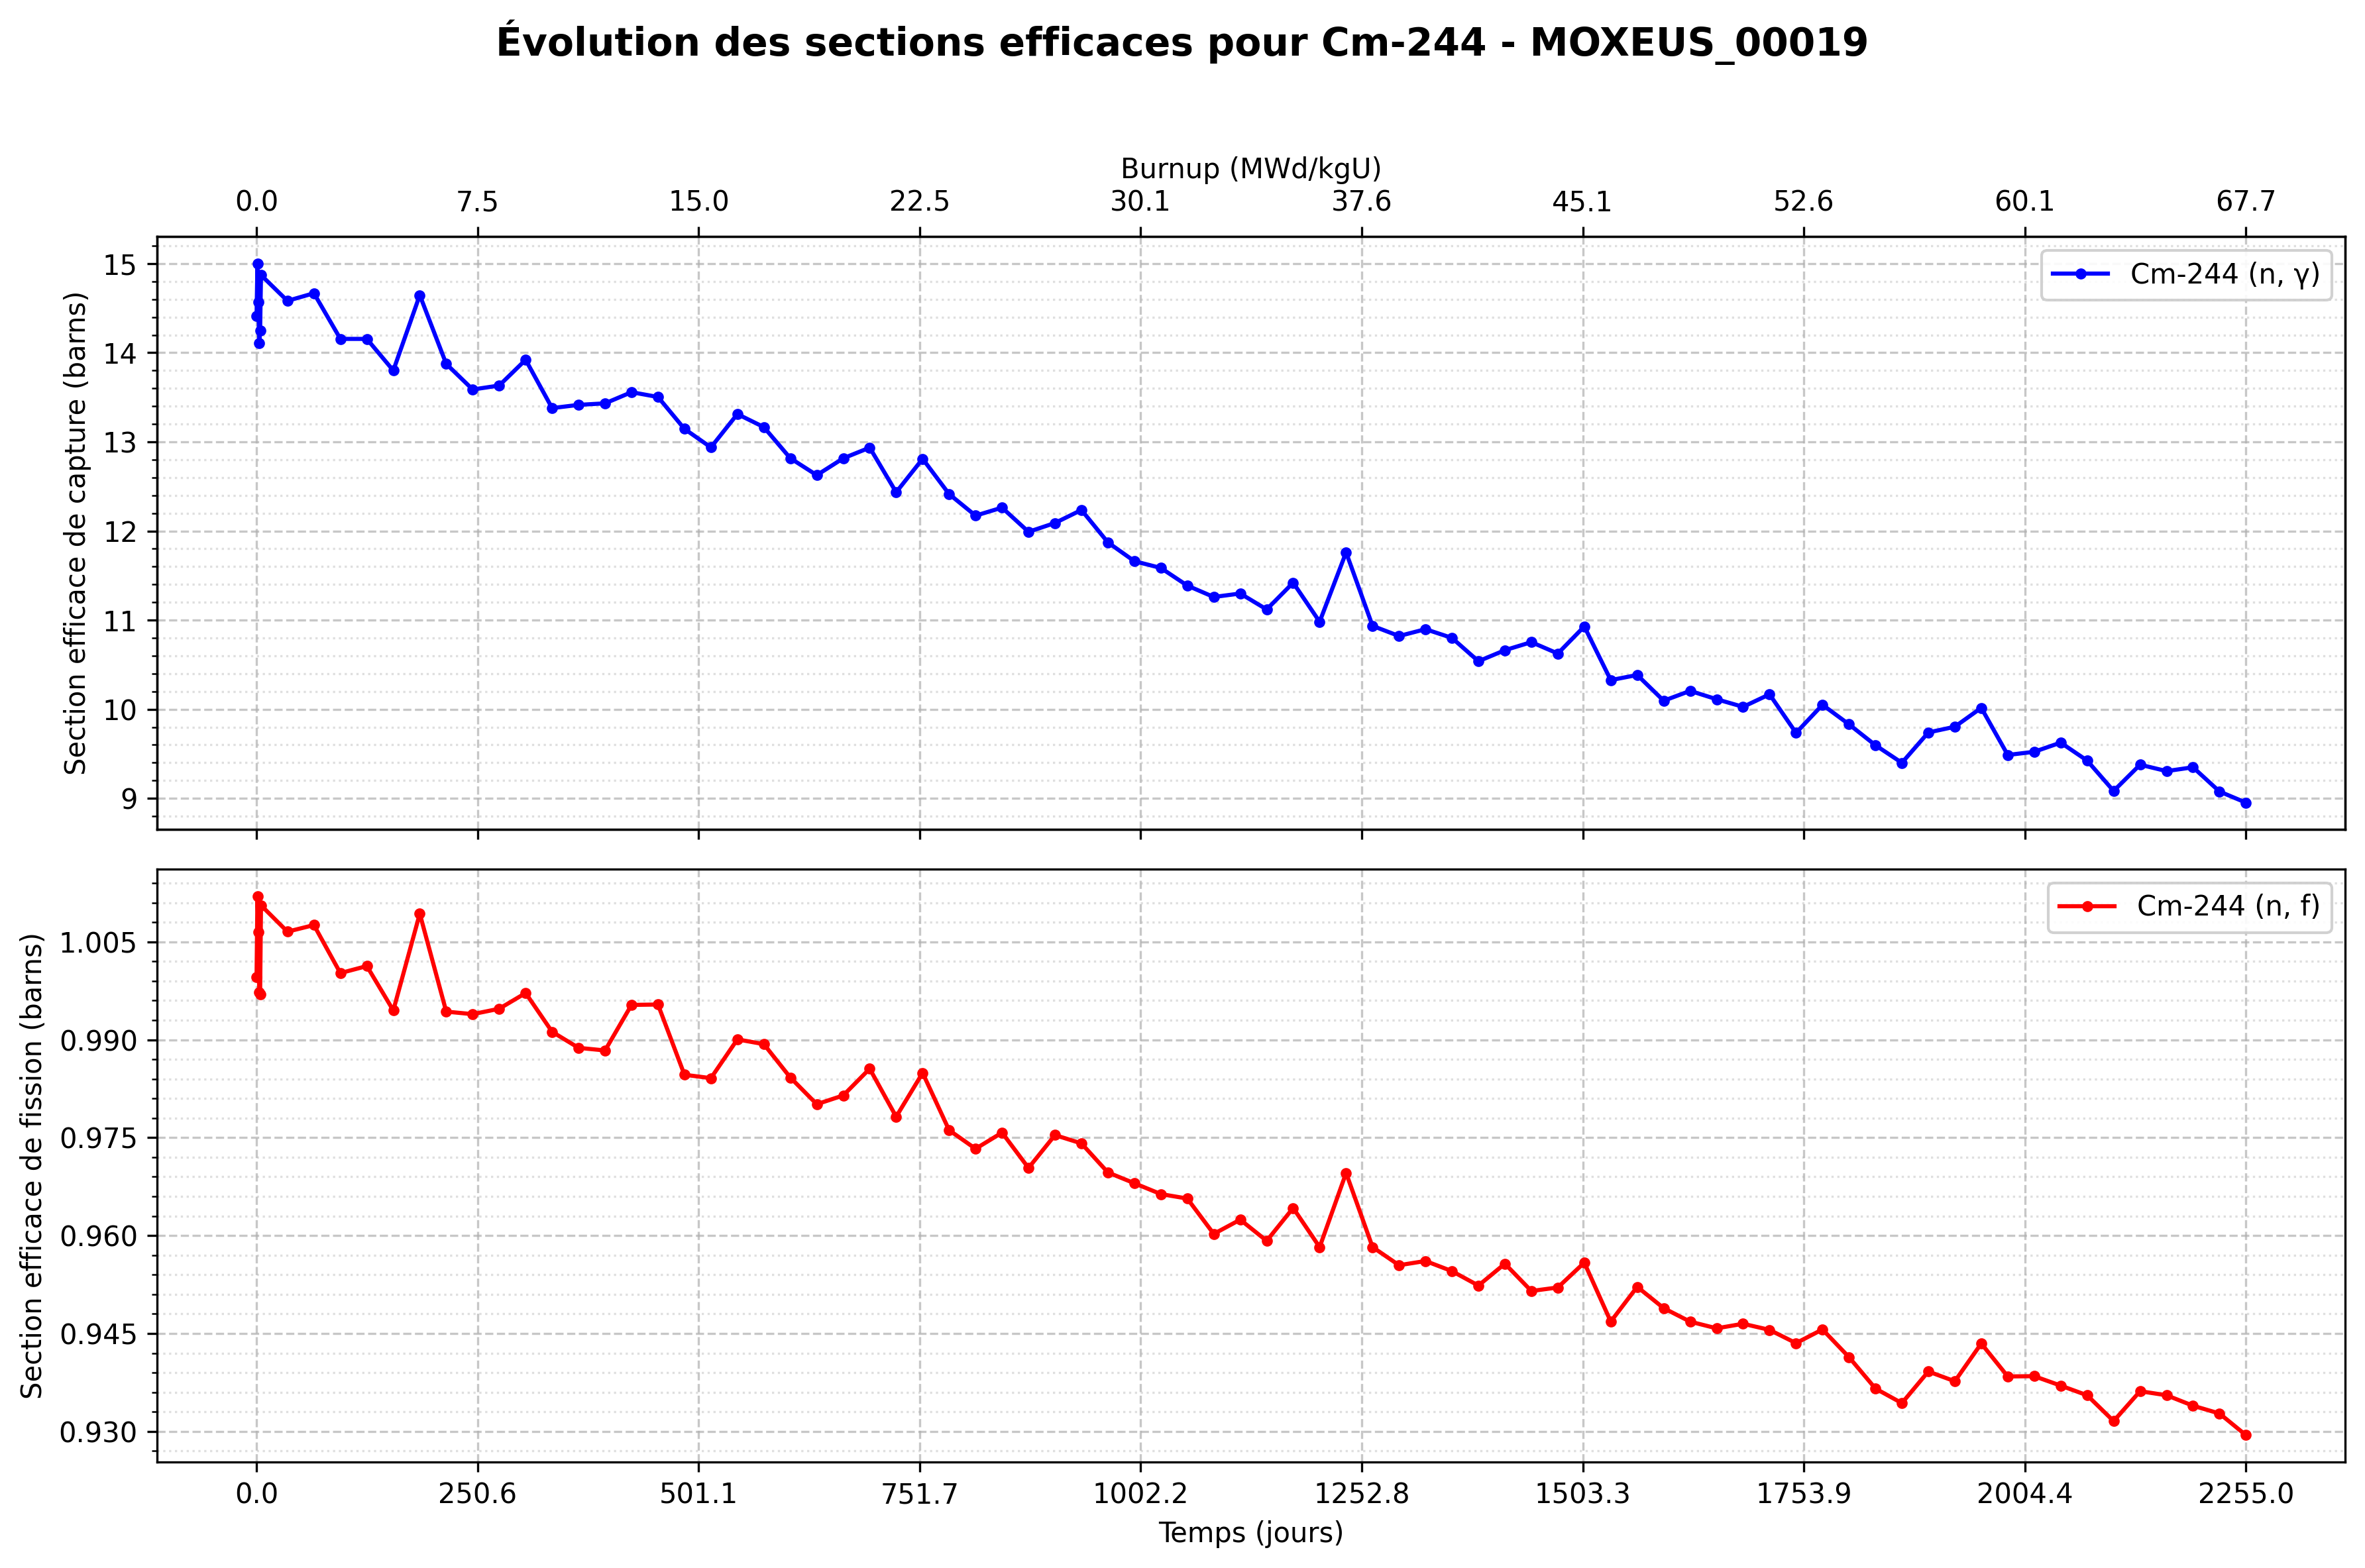 Évolution des sections efficaces pour Cm-244 - MOXEUS_00019
Burnup (MWd/kgU)
0.0 7.5 15.0 22.5 30.1 37.6 45.1 52.6 60.1 67.7
Section efficace de capture (barns)
15
14
13
12
11
10
9
Cm-244 (n, γ)
Section efficace de fission (barns)
1.005
0.990
0.975
0.960
0.945
0.930
Cm-244 (n, f)
0.0 250.6 501.1 751.7 1002.2 1252.8 1503.3 1753.9 2004.4 2255.0
Temps (jours)